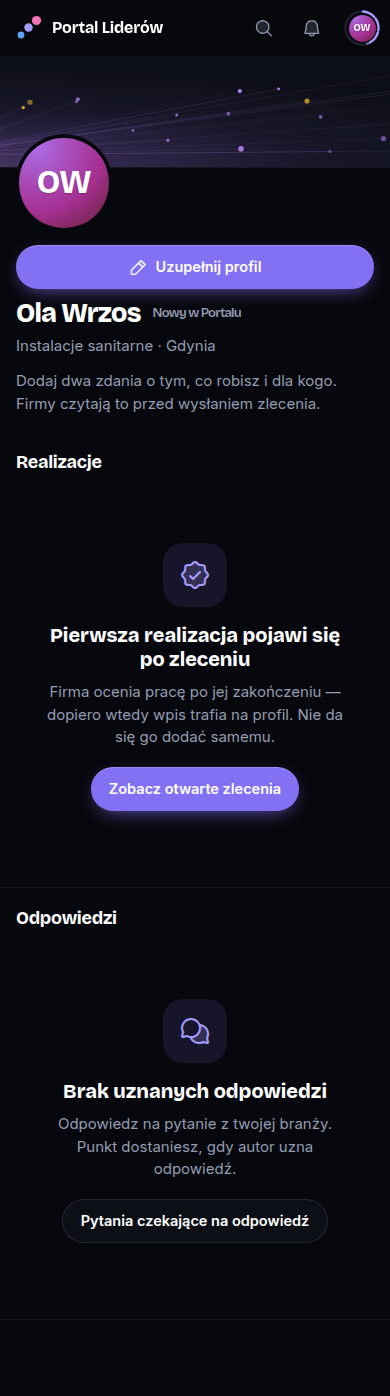 Portal Liderów
OW
OW
Uzupełnij profil
Ola Wrzos Nowy w Portalu
Instalacje sanitarne · Gdynia
Dodaj dwa zdania o tym, co robisz i dla kogo.
Firmy czytają to przed wysłaniem zlecenia.
Realizacje
Pierwsza realizacja pojawi się
po zleceniu
Firma ocenia pracę po jej zakończeniu —
dopiero wtedy wpis trafia na profil. Nie da
się go dodać samemu.
Zobacz otwarte zlecenia
Odpowiedzi
Brak uznanych odpowiedzi
Odpowiedz na pytanie z twojej branży.
Punkt dostaniesz, gdy autor uzna
odpowiedź.
Pytania czekające na odpowiedź